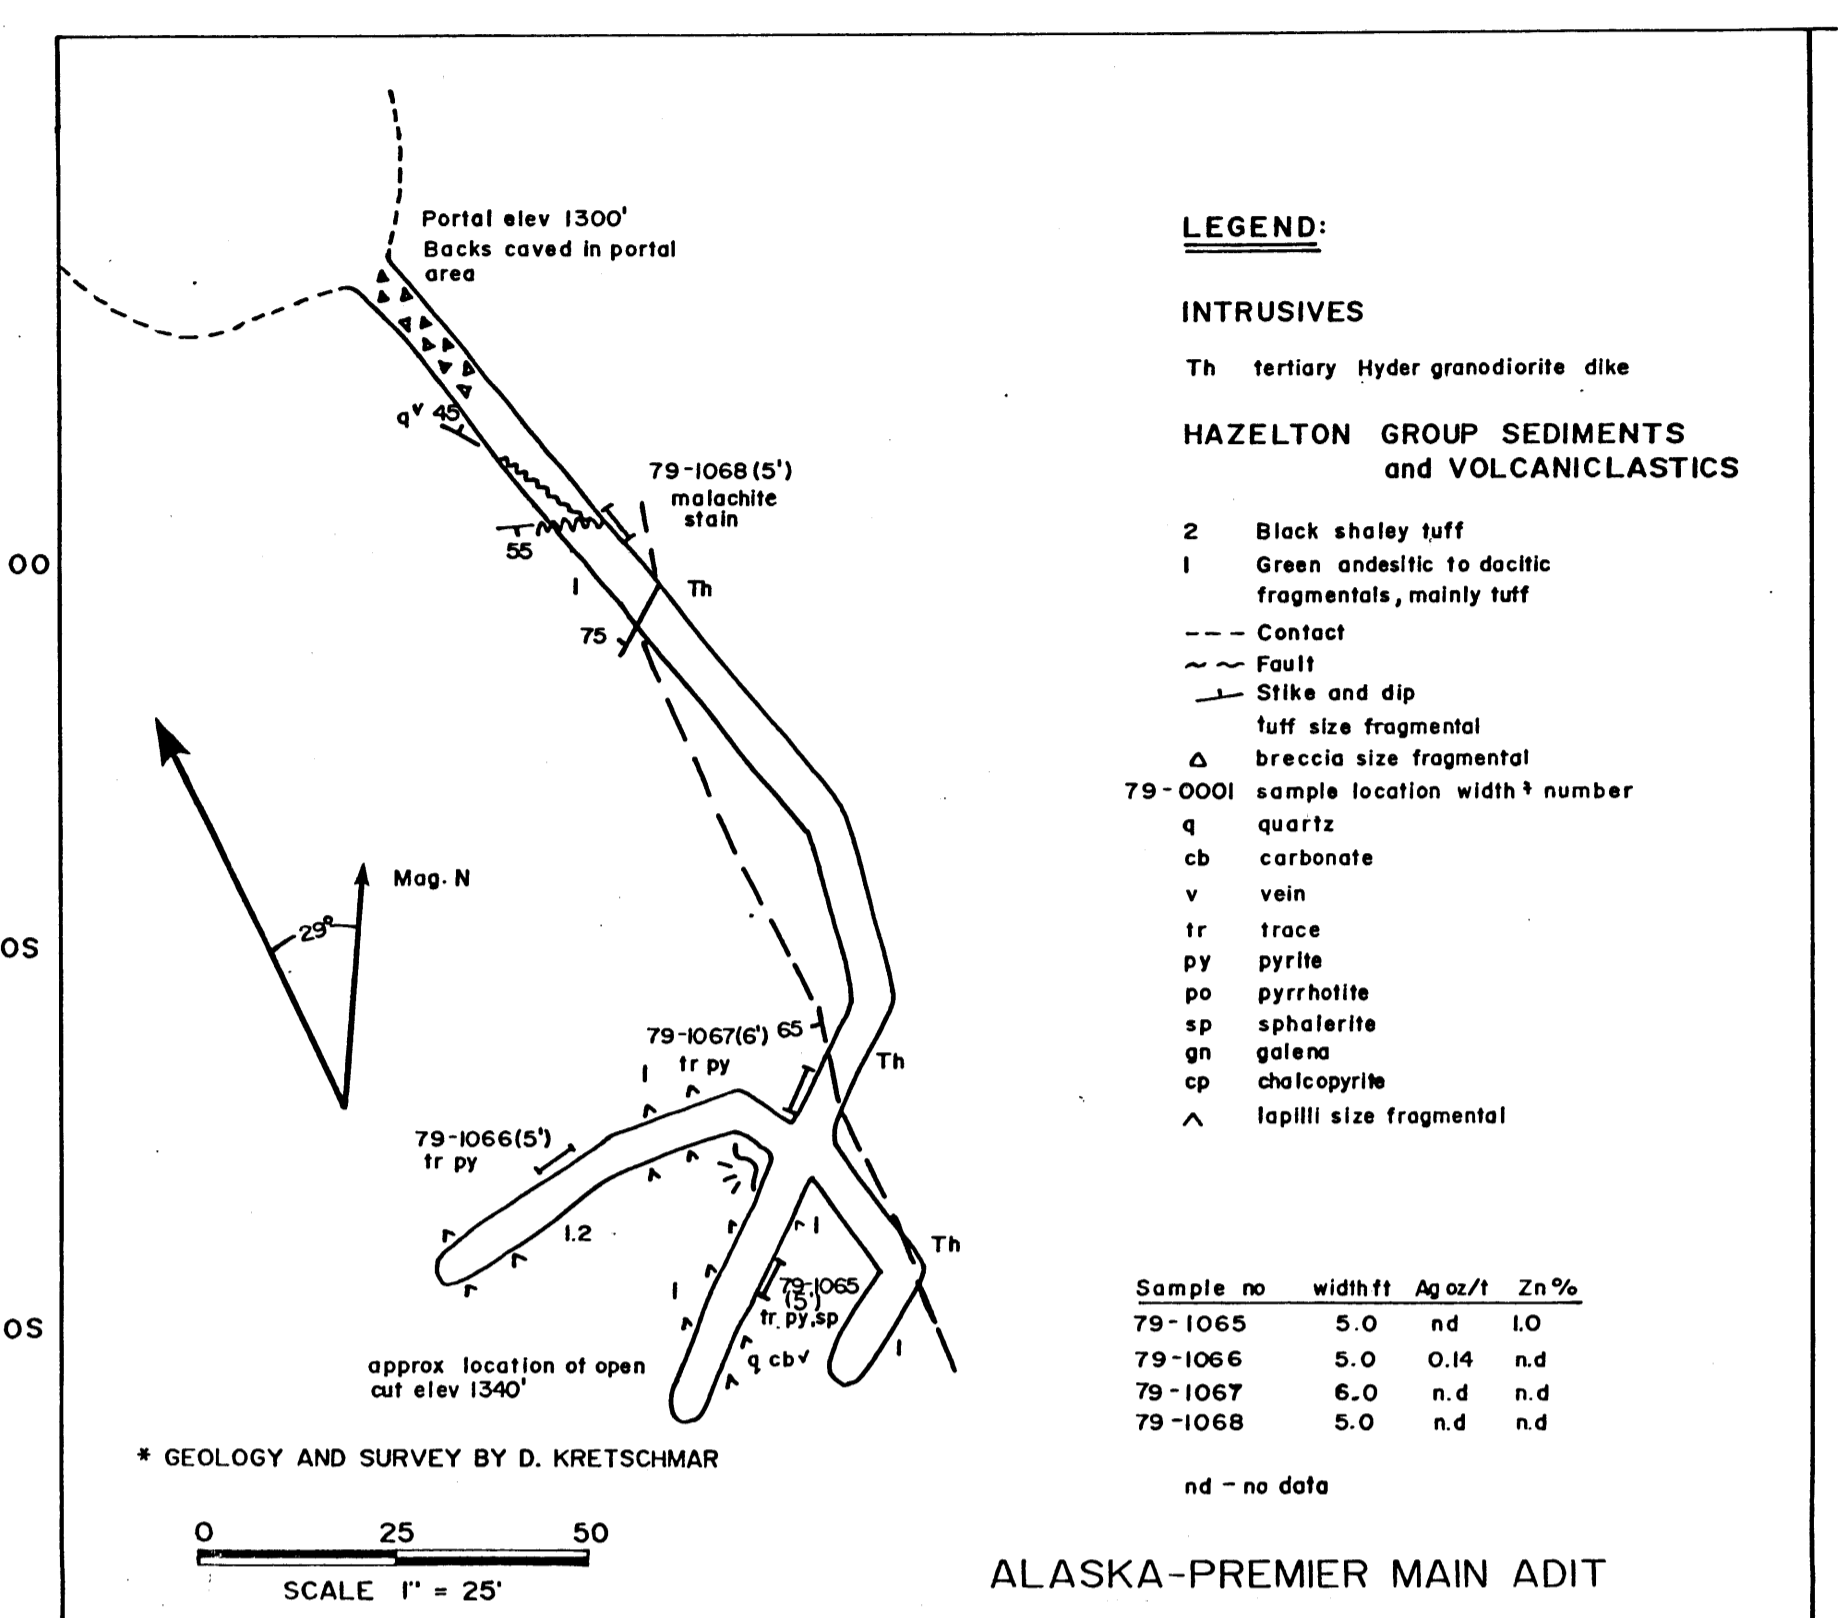 Portal elev 1300'
Backs caved in portal
area
qv 45
79-1068(5')
malachite
stain
55
1
Th
75
Mag. N
29°
79-1067(6') 65
tr py
1
Th
79-1066(5')
tr py
1.2
1
Th
1
79-1065
(5')
tr. py, sp
q cb v
1
approx location of open
cut elev 1340'
* GEOLOGY AND SURVEY BY D. KRETSCHMAR
0 25 50
SCALE 1" = 25'
OO
OS
OS
LEGEND:
INTRUSIVES
Th tertiary Hyder granodiorite dike
HAZELTON GROUP SEDIMENTS
and VOLCANICLASTICS
2 Black shaley tuff
1 Green andesitic to dacitic
fragmentals, mainly tuff
--- Contact
~ ~ Fault
Stike and dip
tuff size fragmental
△ breccia size fragmental
79-0001 sample location width & number
q quartz
cb carbonate
v vein
tr trace
py pyrite
po pyrrhotite
sp sphalerite
gn galena
cp chalcopyrite
^ lapilli size fragmental
Sample no width ft Ag oz/t Zn %
79-1065 5.0 nd 1.0
79-1066 5.0 0.14 n.d
79-1067 6.0 n.d n.d
79-1068 5.0 n.d n.d
nd - no data
ALASKA-PREMIER MAIN ADIT